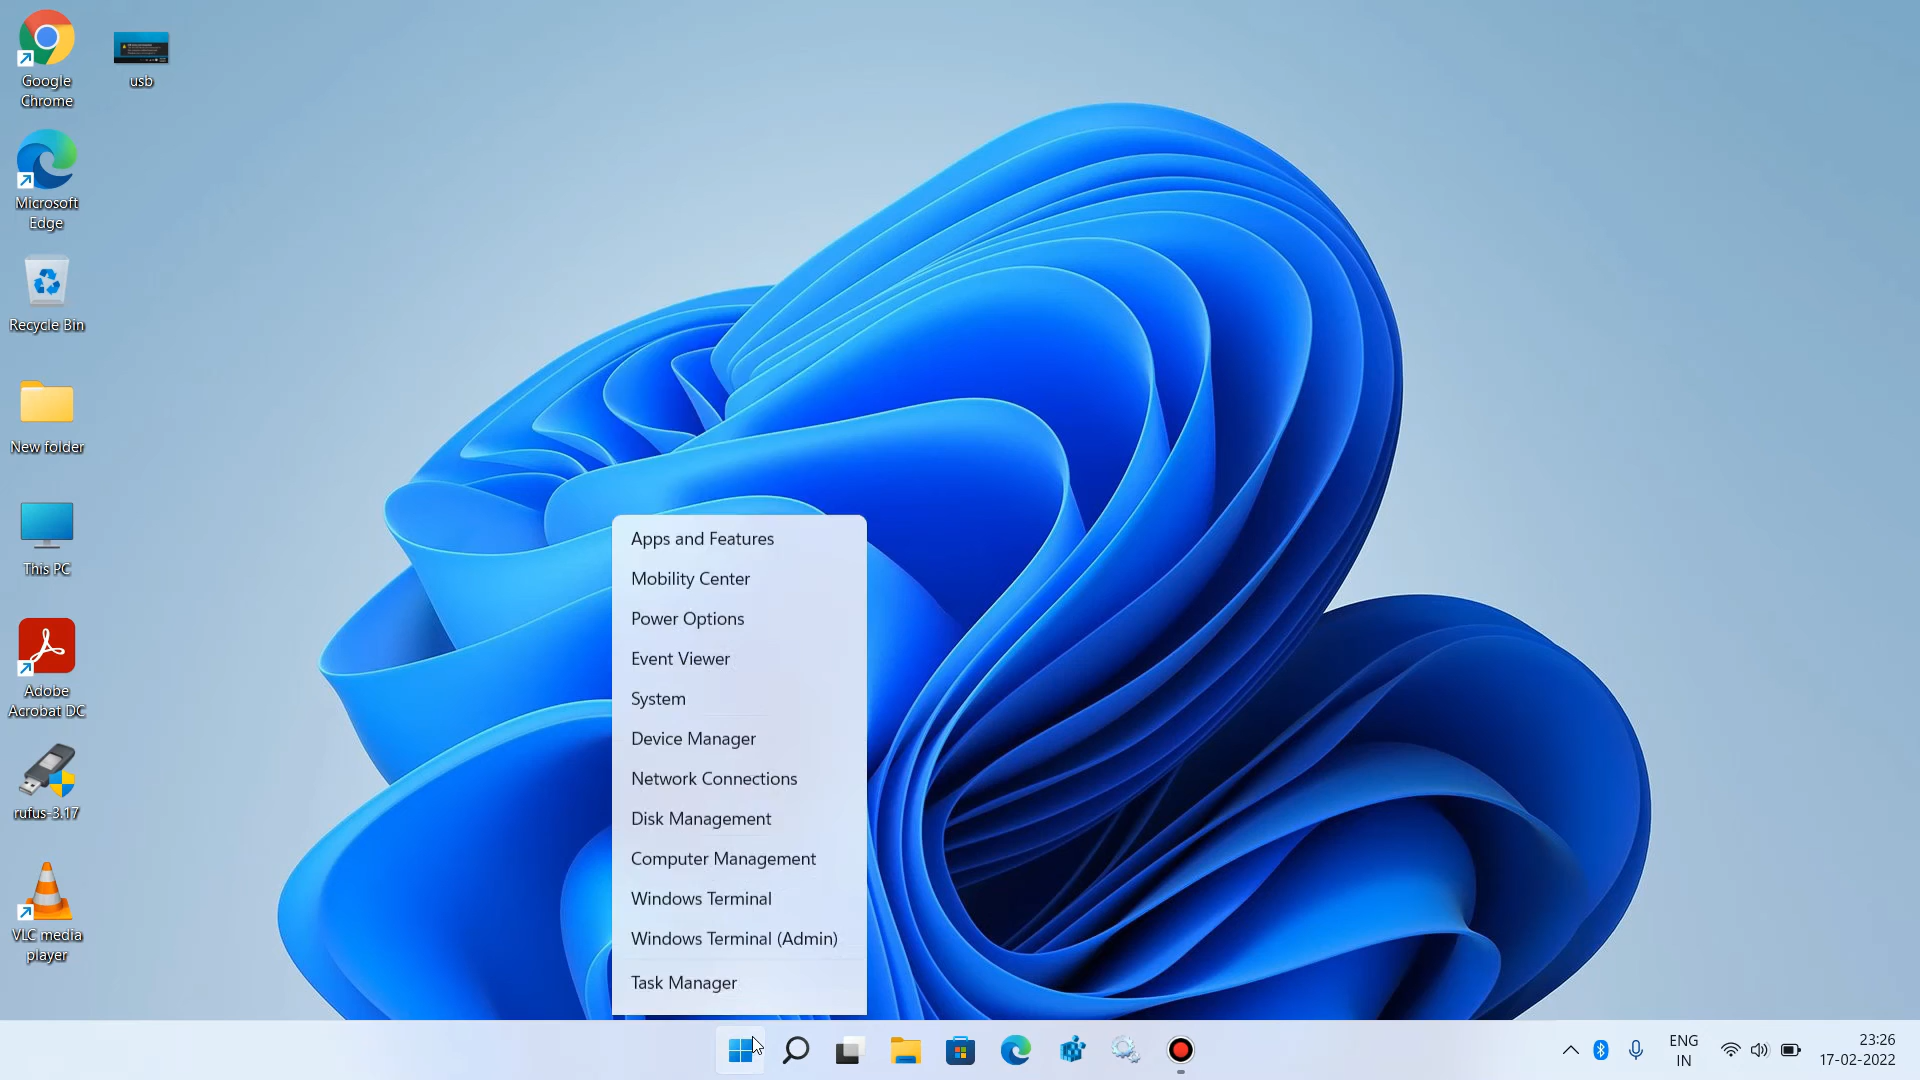 Google
Chrome
usb
Microsoft
Edge
Recycle Bin
New folder
This PC
Adobe
Acrobat DC
rufus-3.17
VLC media
player
Apps and Features
Mobility Center
Power Options
Event Viewer
System
Device Manager
Network Connections
Disk Management
Computer Management
Windows Terminal
Windows Terminal (Admin)
Task Manager
ENG
IN
23:26
17-02-2022